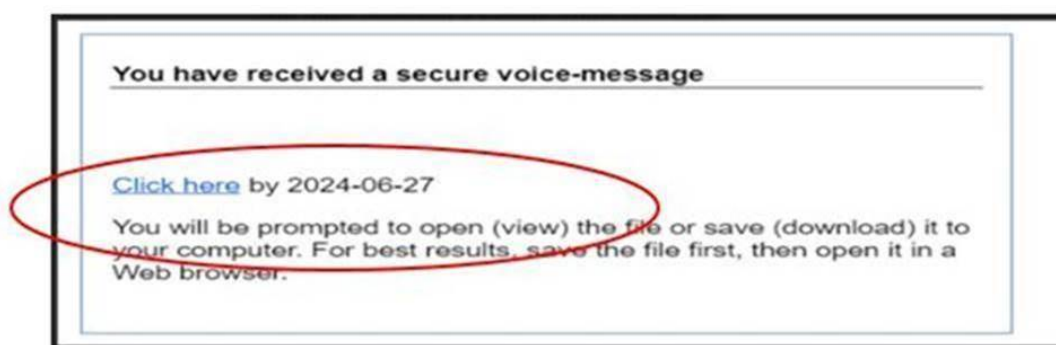 You have received a secure voice-message
Click here by 2024-06-27
You will be prompted to open (view) the file or save (download) it to
your computer. For best results, save the file first, then open it in a
Web browser.